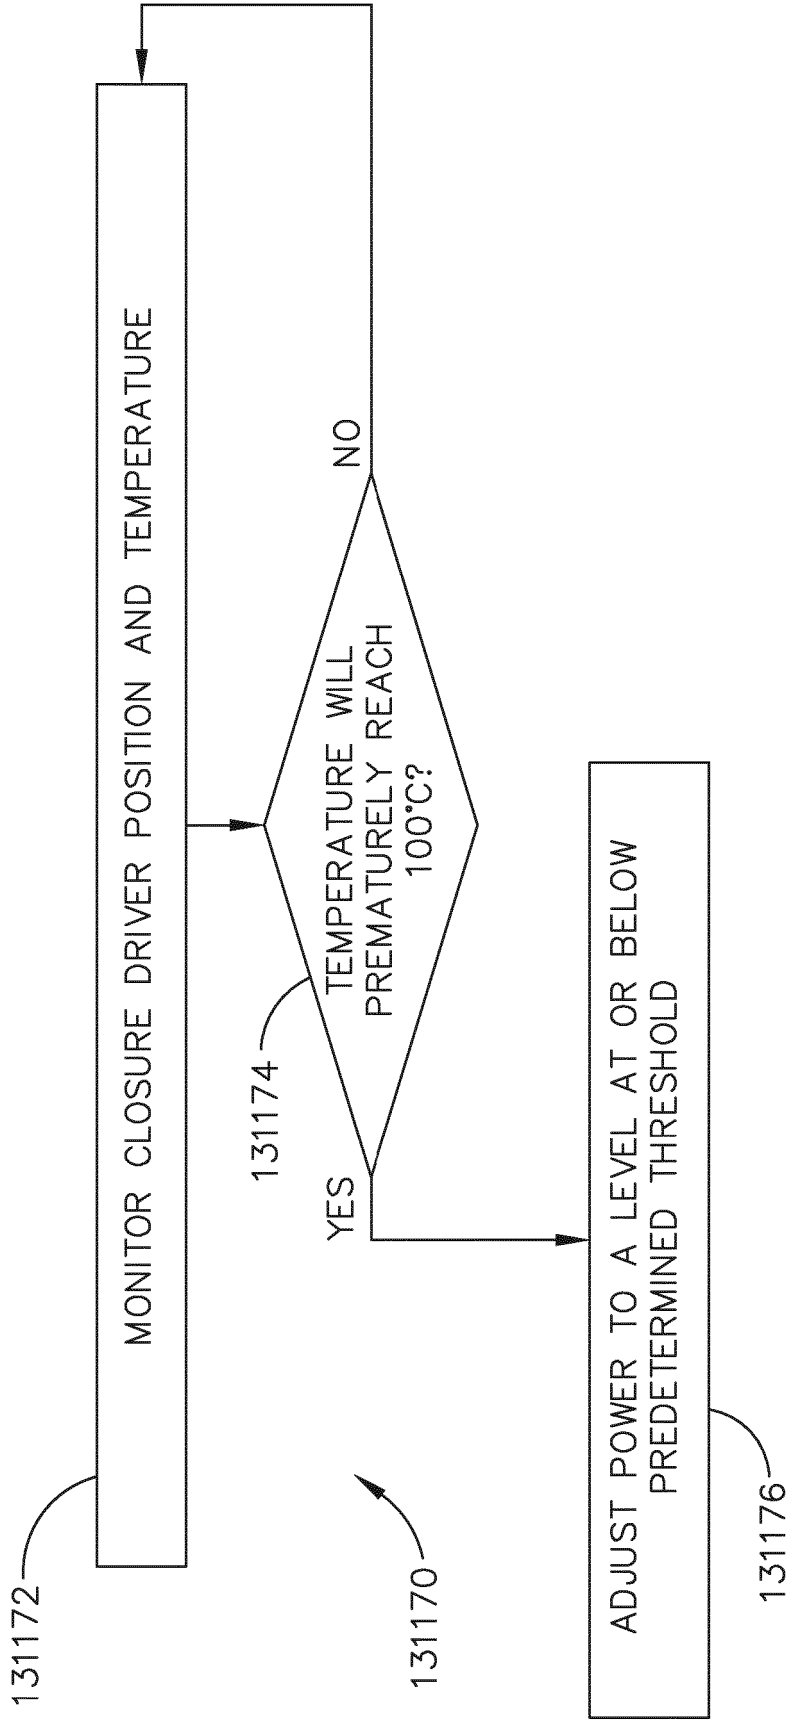 131172
MONITOR CLOSURE DRIVER POSITION AND TEMPERATURE
131174
TEMPERATURE WILL
PREMATURELY REACH
100°C?
YES
NO
131170
ADJUST POWER TO A LEVEL AT OR BELOW
PREDETERMINED THRESHOLD
131176